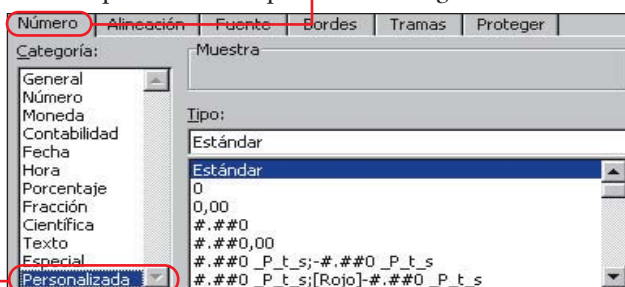 Número Alineación Fuente Bordes Tramas Proteger
Categoría:
General
Número
Moneda
Contabilidad
Fecha
Hora
Porcentaje
Fracción
Científica
Texto
Especial
Personalizada
Muestra
Tipo:
Estándar
Estándar
0
0,00
#.##0
#.##0,00
#.##0 _P_t_s;-#.##0 _P_t_s
#.##0 _P_t_s;[Rojo]-#.##0 _P_t_s